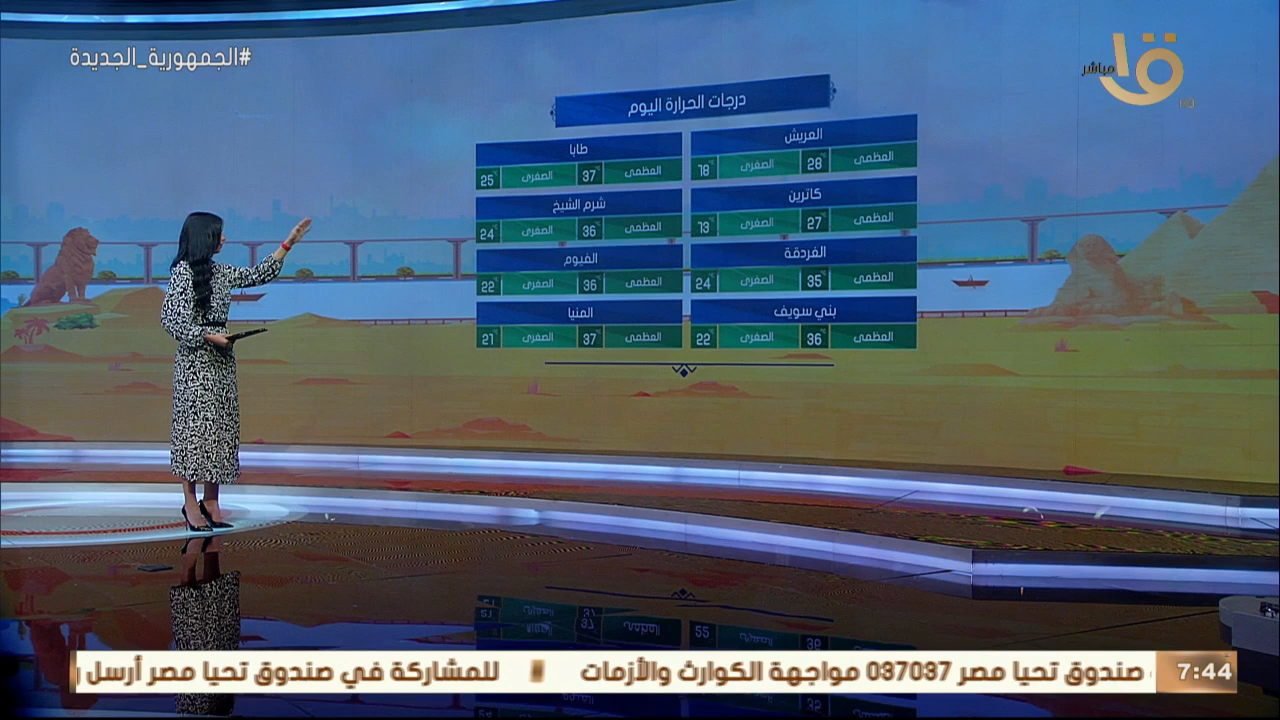 #الجمهورية_الجديدة
مباشر
HD
درجات الحرارة اليوم
العريش
العظمى 28 °C الصغرى 18 °C
كاترين
العظمى 27 °C الصغرى 13 °C
الغردقة
العظمى 35 °C الصغرى 24 °C
بني سويف
العظمى 36 °C الصغرى 22 °C
طابا
العظمى 37 °C الصغرى 25 °C
شرم الشيخ
العظمى 36 °C الصغرى 24 °C
الفيوم
العظمى 36 °C الصغرى 22 °C
المنيا
العظمى 37 °C الصغرى 21 °C
7:44
صندوق تحيا مصر 037037 مواجهة الكوارث والأزمات للمشاركة في صندوق تحيا مصر أرسل